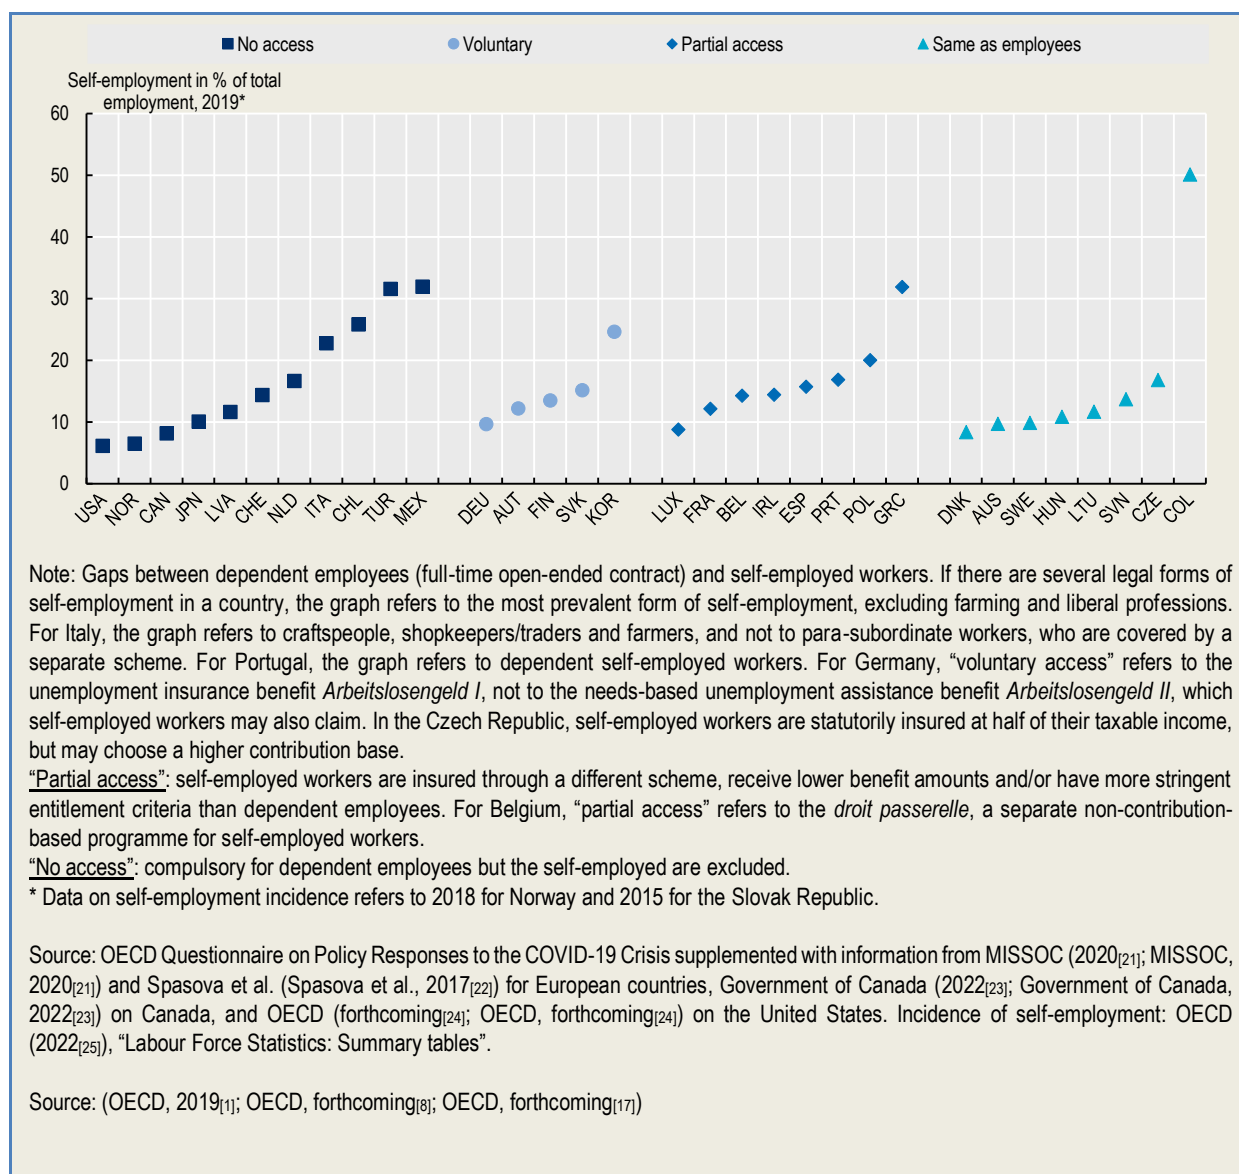 No access
Voluntary
Partial access
Same as employees
Self-employment in % of total
employment, 2019*
60
50
40
30
20
10
0
USA NOR CAN JPN LVA CHE NLD ITA CHL TUR MEX DEU AUT FIN SVK KOR LUX FRA BEL IRL ESP PRT POL GRC DNK AUS SWE HUN LTU SVN CZE COL
Note: Gaps between dependent employees (full-time open-ended contract) and self-employed workers. If there are several legal forms of
self-employment in a country, the graph refers to the most prevalent form of self-employment, excluding farming and liberal professions.
For Italy, the graph refers to craftspeople, shopkeepers/traders and farmers, and not to para-subordinate workers, who are covered by a
separate scheme. For Portugal, the graph refers to dependent self-employed workers. For Germany, “voluntary access” refers to the
unemployment insurance benefit Arbeitslosengeld I, not to the needs-based unemployment assistance benefit Arbeitslosengeld II, which
self-employed workers may also claim. In the Czech Republic, self-employed workers are statutorily insured at half of their taxable income,
but may choose a higher contribution base.
“Partial access”: self-employed workers are insured through a different scheme, receive lower benefit amounts and/or have more stringent
entitlement criteria than dependent employees. For Belgium, “partial access” refers to the droit passerelle, a separate non-contribution-
based programme for self-employed workers.
“No access”: compulsory for dependent employees but the self-employed are excluded.
* Data on self-employment incidence refers to 2018 for Norway and 2015 for the Slovak Republic.
Source: OECD Questionnaire on Policy Responses to the COVID-19 Crisis supplemented with information from MISSOC (2020[21]; MISSOC,
2020[21]) and Spasova et al. (Spasova et al., 2017[22]) for European countries, Government of Canada (2022[23]; Government of Canada,
2022[23]) on Canada, and OECD (forthcoming[24]; OECD, forthcoming[24]) on the United States. Incidence of self-employment: OECD
(2022[25]), “Labour Force Statistics: Summary tables”.
Source: (OECD, 2019[1]; OECD, forthcoming[8]; OECD, forthcoming[17])